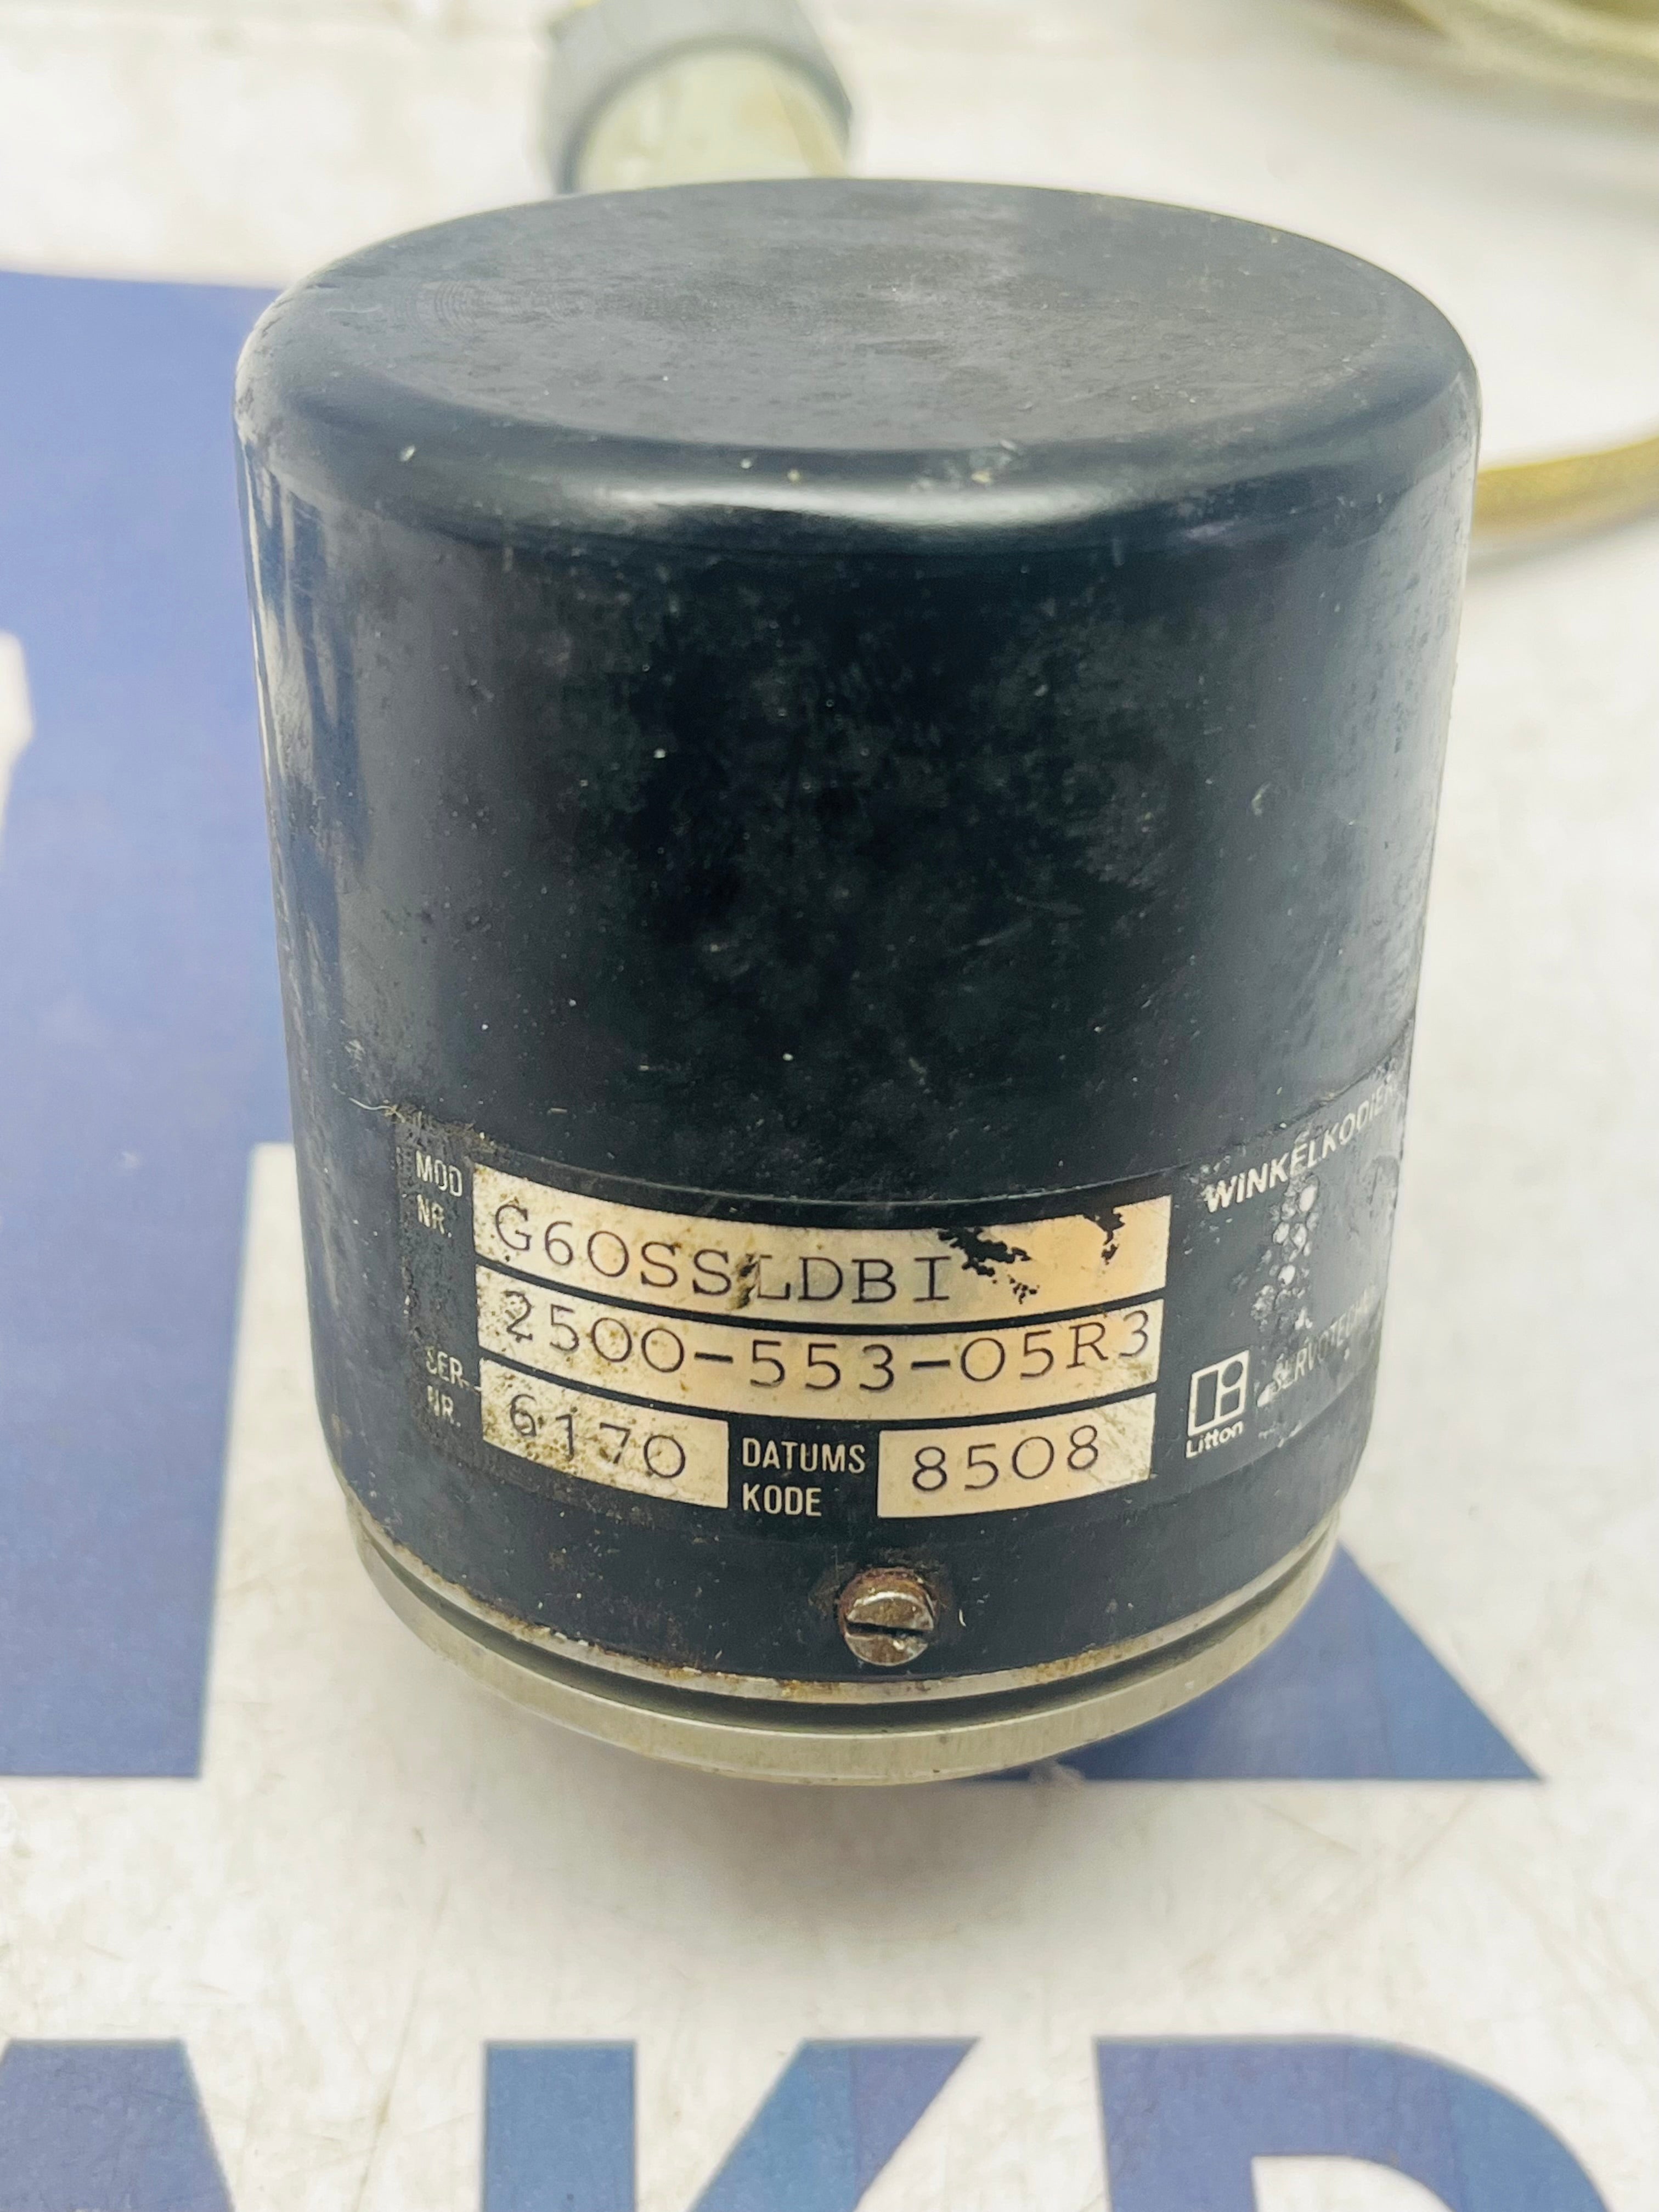 MOD
NR.
G60SSLDBI
2500-553-05R3
SER.-
NR.
6170
DATUMS
KODE
8508
WINKELKODIER
Litton